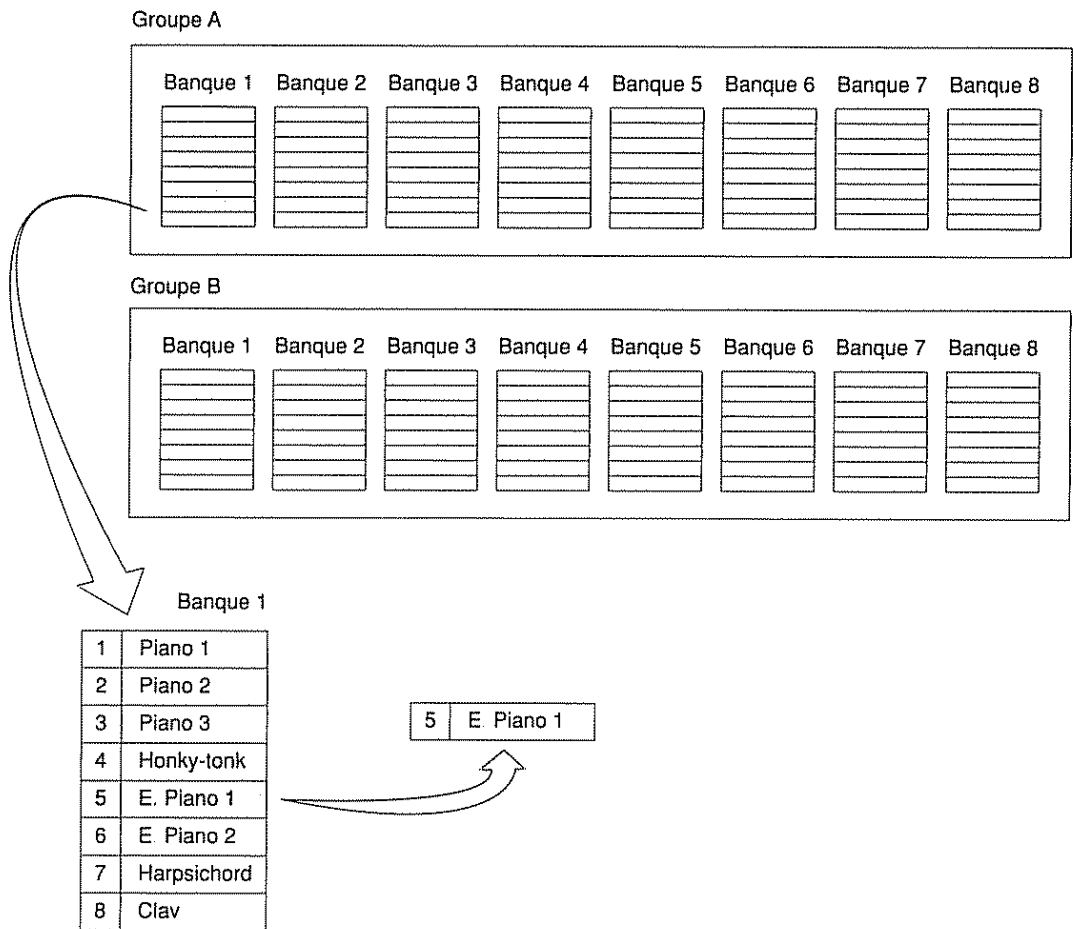 Groupe A
Banque 1 Banque 2 Banque 3 Banque 4 Banque 5 Banque 6 Banque 7 Banque 8
Groupe B
Banque 1 Banque 2 Banque 3 Banque 4 Banque 5 Banque 6 Banque 7 Banque 8
Banque 1
1 Piano 1
2 Piano 2
3 Piano 3
4 Honky-tonk
5 E. Piano 1
6 E Piano 2
7 Harpsichord
8 Clav
5 E Piano 1